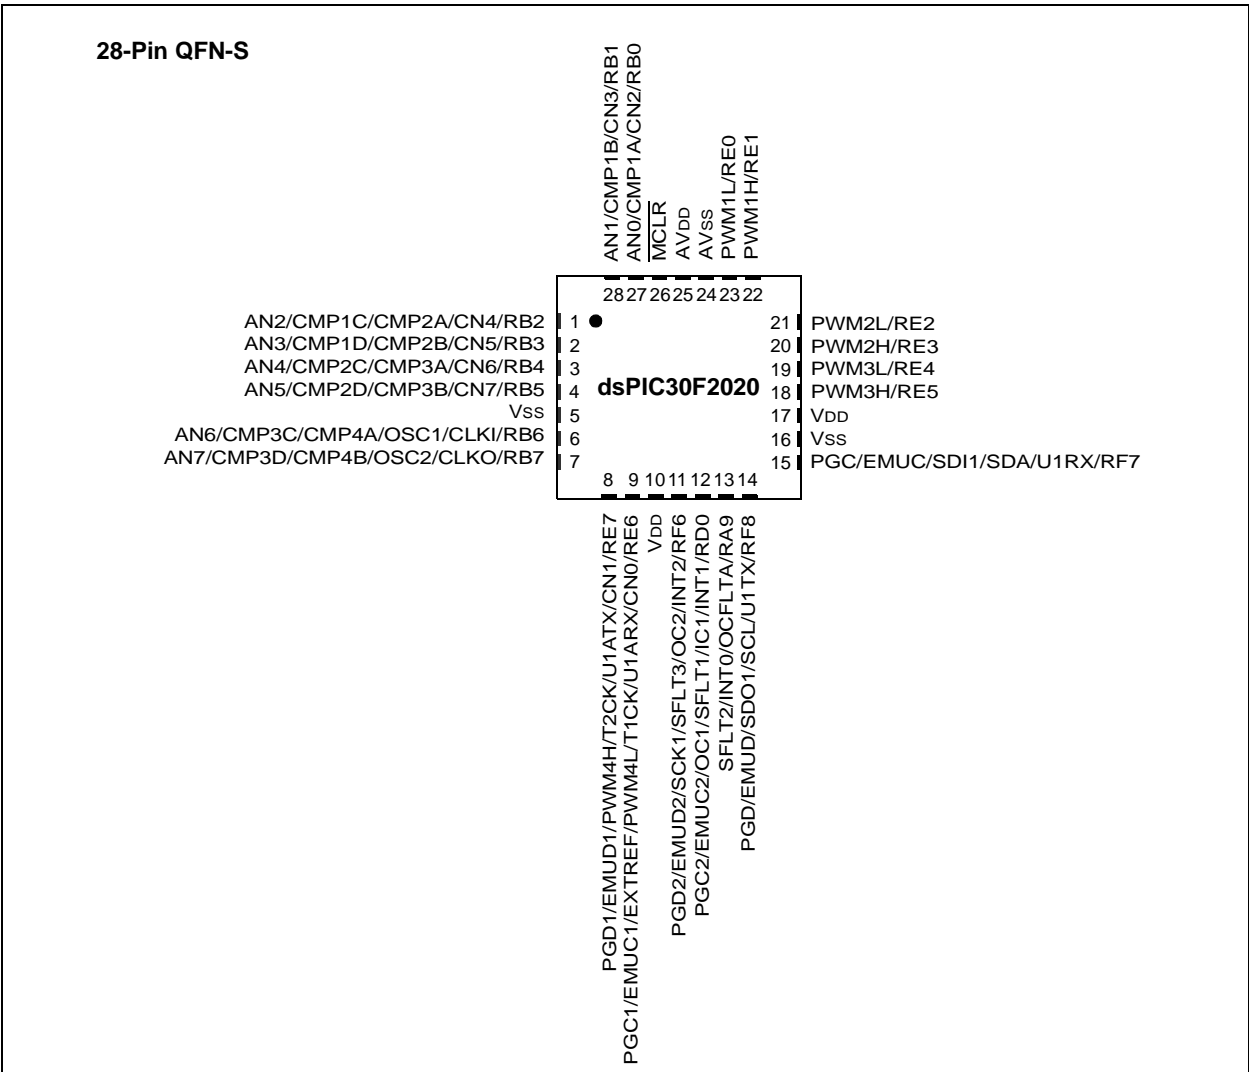 28-Pin QFN-S
AN1/CMP1B/CN3/RB1
AN0/CMP1A/CN2/RB0
MCLR
AVDD
AVSS
PWM1L/RE0
PWM1H/RE1
28 27 26 25 24 23 22
AN2/CMP1C/CMP2A/CN4/RB2 1
AN3/CMP1D/CMP2B/CN5/RB3 2
AN4/CMP2C/CMP3A/CN6/RB4 3
AN5/CMP2D/CMP3B/CN7/RB5 4
VSS 5
AN6/CMP3C/CMP4A/OSC1/CLKI/RB6 6
AN7/CMP3D/CMP4B/OSC2/CLKO/RB7 7
dsPIC30F2020
21 PWM2L/RE2
20 PWM2H/RE3
19 PWM3L/RE4
18 PWM3H/RE5
17 VDD
16 VSS
15 PGC/EMUC/SDI1/SDA/U1RX/RF7
8 9 10 11 12 13 14
PGD1/EMUD1/PWM4H/T2CK/U1ATX/CN1/RE7
PGC1/EMUC1/EXTREF/PWM4L/T1CK/U1ARX/CN0/RE6
VDD
PGD2/EMUD2/SCK1/SFLT3/OC2/INT2/RF6
PGC2/EMUC2/OC1/SFLT1/IC1/INT1/RD0
SFLT2/INT0/OCFLTA/RA9
PGD/EMUD/SDO1/SCL/U1TX/RF8